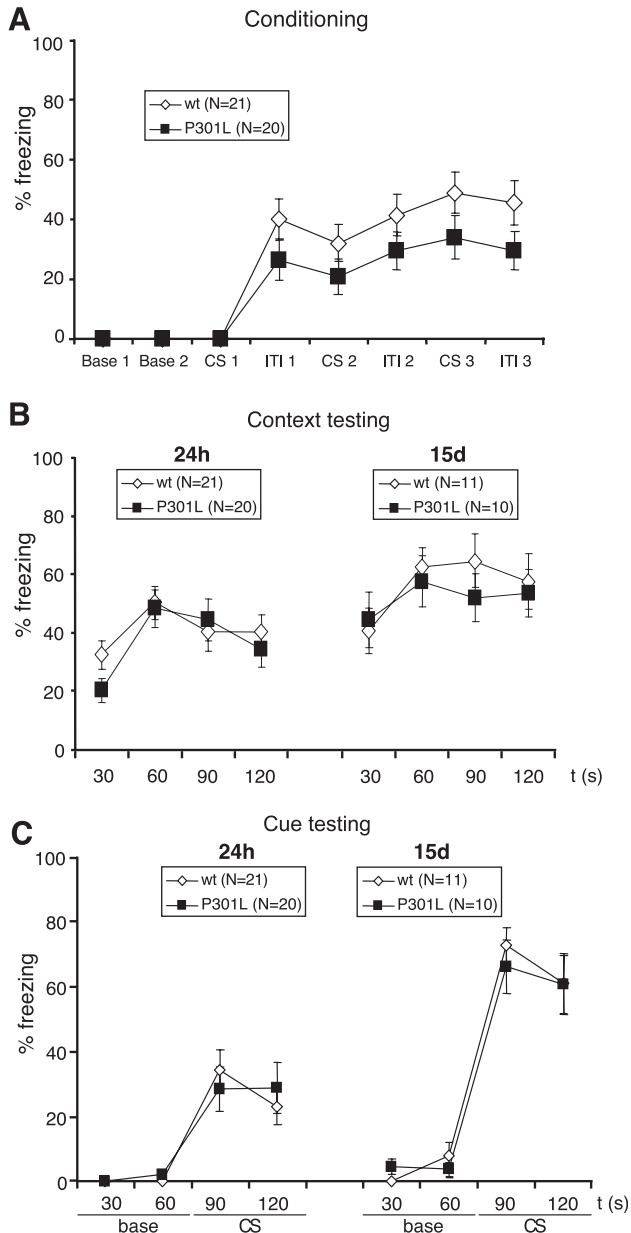 A
Conditioning
% freezing
100
80
60
40
20
0
wt (N=21)
P301L (N=20)
Base 1 Base 2 CS 1 ITI 1 CS 2 ITI 2 CS 3 ITI 3
B
Context testing
24h 15d
% freezing
100
80
60
40
20
0
wt (N=21)
P301L (N=20)
wt (N=11)
P301L (N=10)
30 60 90 120 30 60 90 120 t (s)
C
Cue testing
24h 15d
% freezing
100
80
60
40
20
0
wt (N=21)
P301L (N=20)
wt (N=11)
P301L (N=10)
30 60 90 120 30 60 90 120 t (s)
base CS base CS